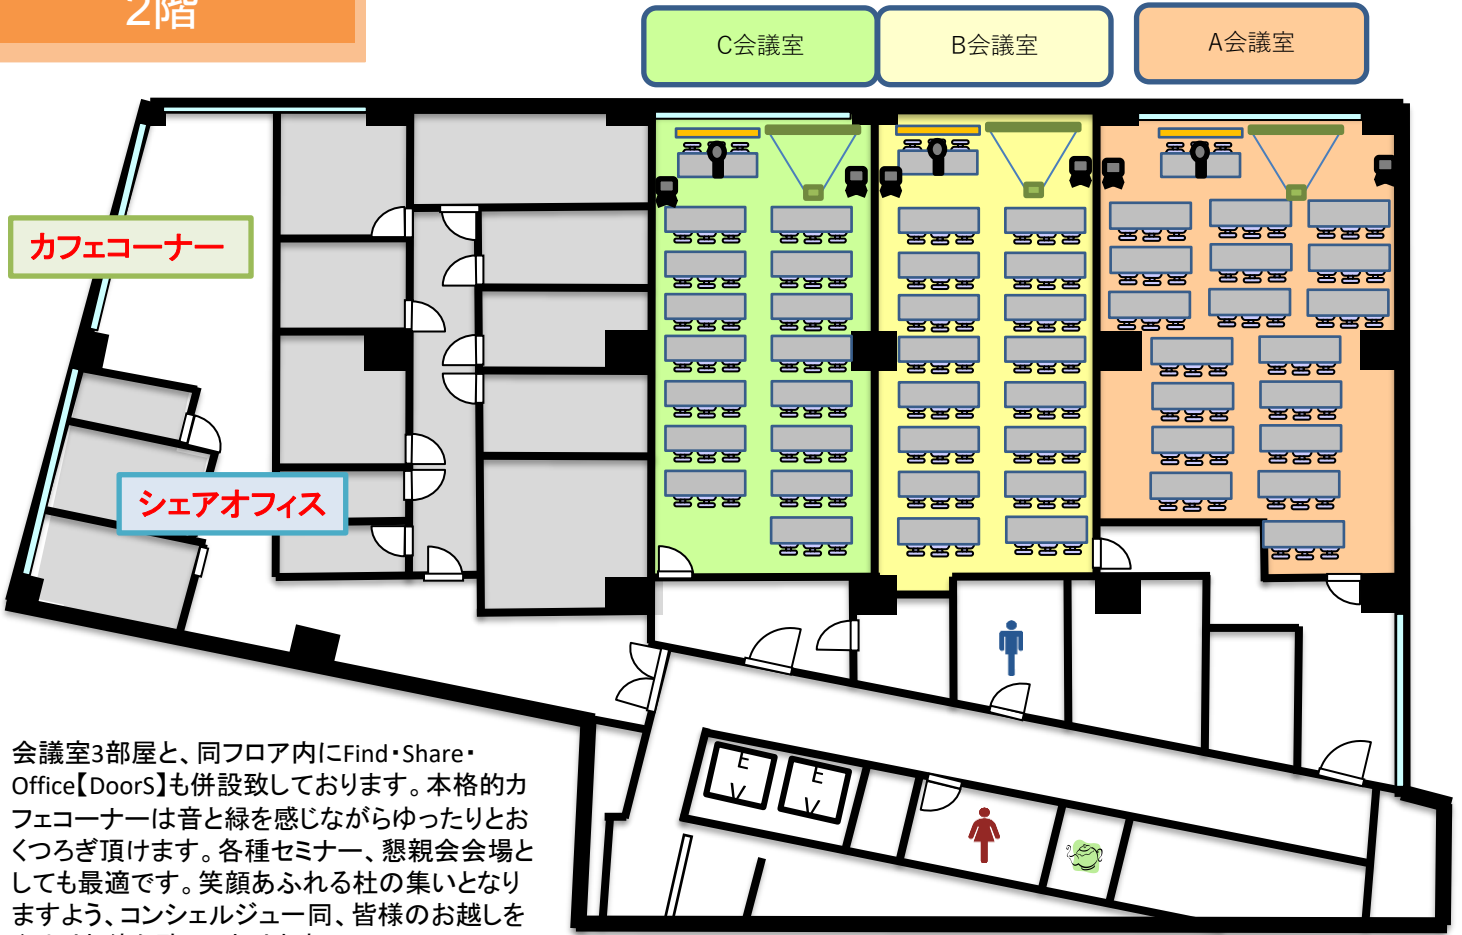 2階
C会議室
B会議室
A会議室
カフェコーナー
シェアオフィス
E
V
E
V
会議室3部屋と、同フロア内にFind・Share・
Office【DoorS】も併設致しております。本格的カ
フェコーナーは音と緑を感じながらゆったりとお
くつろぎ頂けます。各種セミナー、懇親会会場と
しても最適です。笑顔あふれる杜の集いとなり
ますよう、コンシェルジュ一同、皆様のお越しを